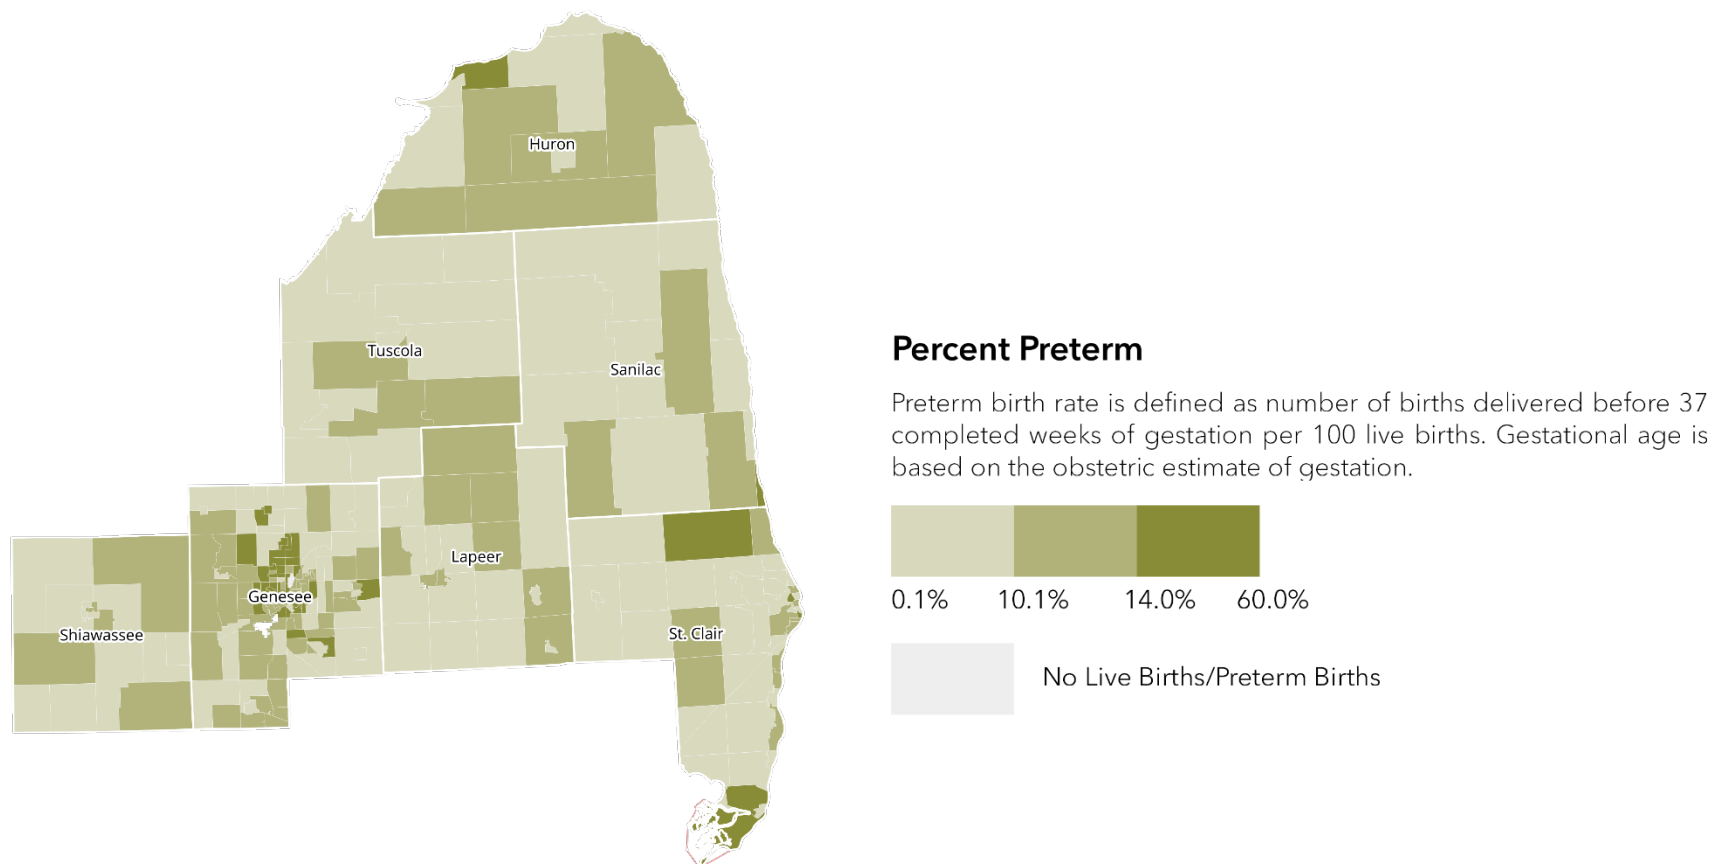 Huron
Tuscola
Sanilac
Lapeer
Genesee
Shiawassee
St. Clair
Percent Preterm
Preterm birth rate is defined as number of births delivered before 37
completed weeks of gestation per 100 live births. Gestational age is
based on the obstetric estimate of gestation.
0.1% 10.1% 14.0% 60.0%
No Live Births/Preterm Births